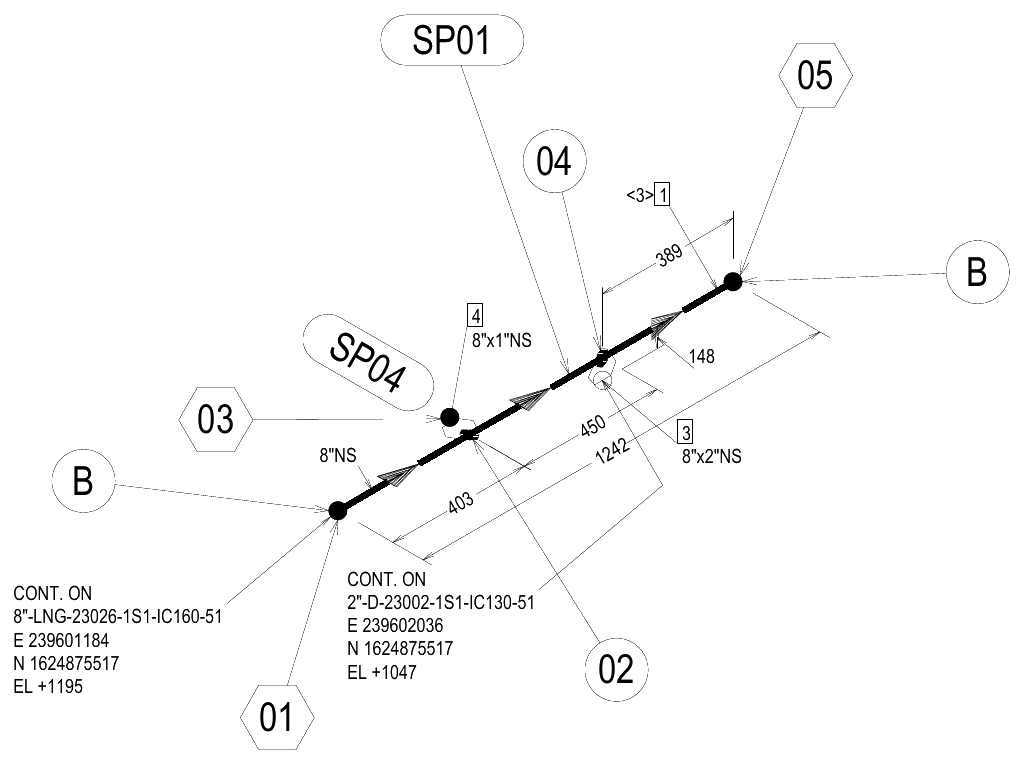 SP01
05
04
<3> 1
389
B
4
8"x1"NS
SP04
148
03
450
3
8"x2"NS
1242
8"NS
B
403
CONT. ON
8"-LNG-23026-1S1-IC160-51
E 239601184
N 1624875517
EL +1195
CONT. ON
2"-D-23002-1S1-IC130-51
E 239602036
N 1624875517
EL +1047
02
01